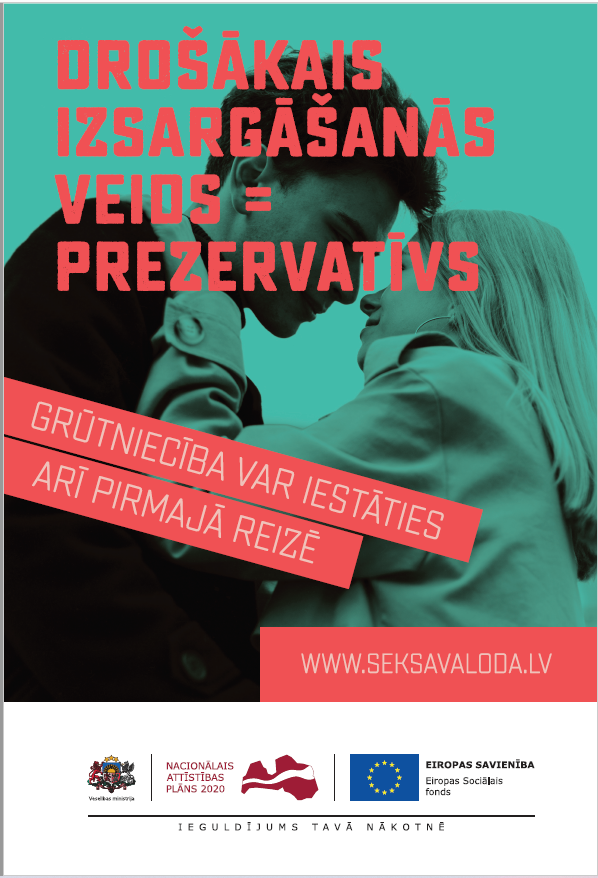 DROŠĀKAIS
IZSARGĀŠANĀS
VEIDS =
PREZERVATĪVS
GRŪTNIECĪBA VAR IESTĀTIES
ARĪ PIRMAJĀ REIZĒ
WWW.SEKSAVALODA.LV
Veselības ministrija
NACIONĀLAIS
ATTĪSTĪBAS
PLĀNS 2020
EIROPAS SAVIENĪBA
Eiropas Sociālais
fonds
IEGULDĪJUMS TAVĀ NĀKOTNĒ